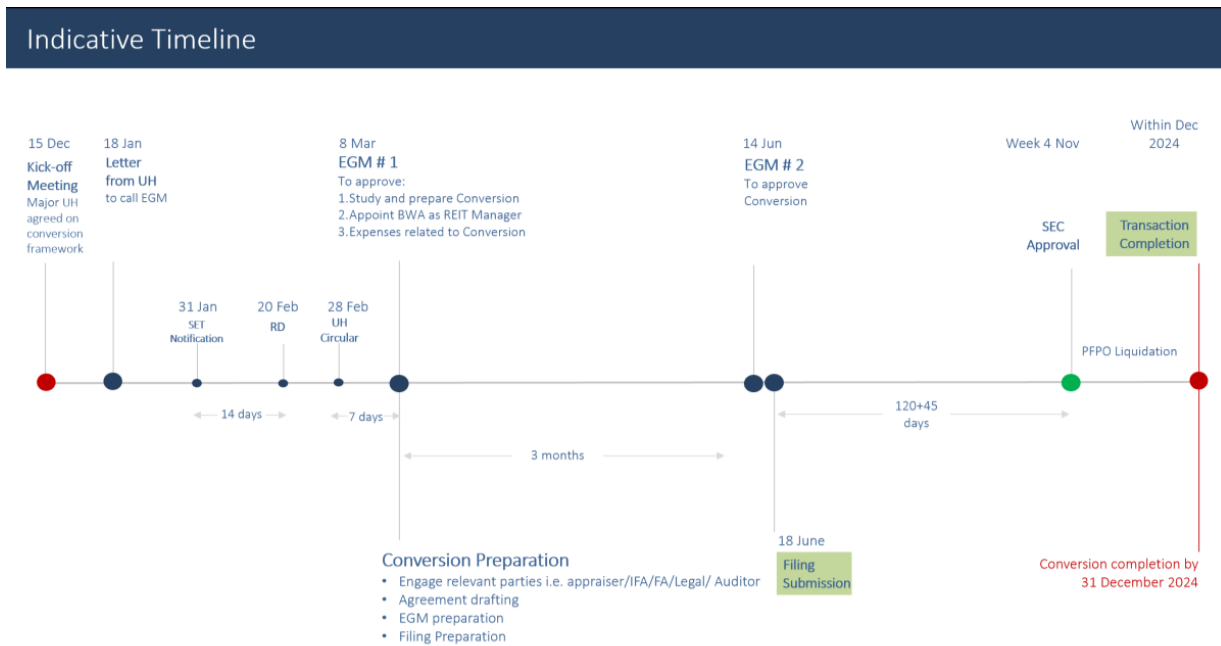 Indicative Timeline
15 Dec
Kick-off
Meeting
Major UH
agreed on
conversion
framework
18 Jan
Letter
from UH
to call EGM
8 Mar
EGM # 1
To approve:
1.Study and prepare Conversion
2.Appoint BWA as REIT Manager
3.Expenses related to Conversion
14 Jun
EGM # 2
To approve
Conversion
Week 4 Nov
SEC
Approval
Within Dec
2024
Transaction
Completion
31 Jan
SET
Notification
20 Feb
RD
28 Feb
UH
Circular
PFPO Liquidation
14 days
7 days
120+45
days
3 months
Conversion Preparation
• Engage relevant parties i.e. appraiser/IFA/FA/Legal/ Auditor
• Agreement drafting
• EGM preparation
• Filing Preparation
18 June
Filing
Submission
Conversion completion by
31 December 2024